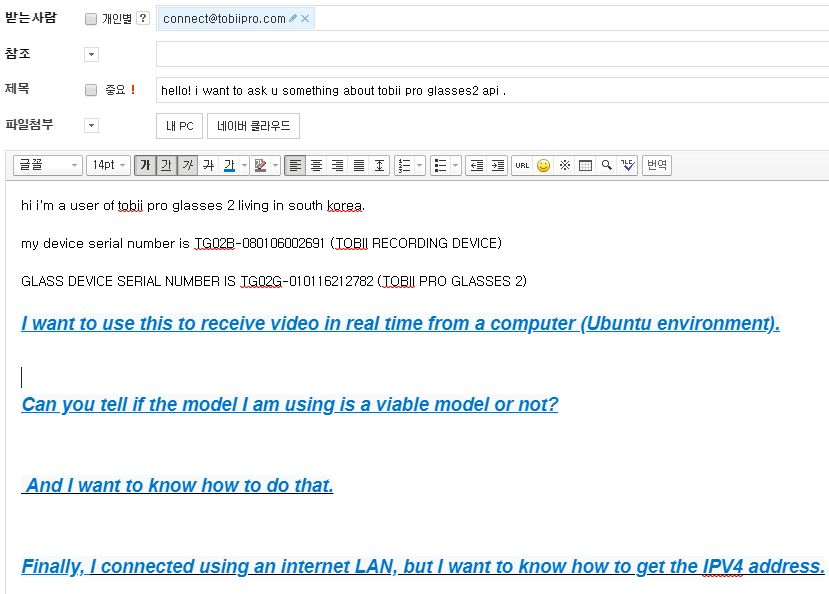 받는사람 개인별 ? connect@tobiipro.com
참조
제목 중요 ! hello! i want to ask u something about tobii pro glasses2 api .
파일첨부 내 PC 네이버 클라우드
글꼴 14pt 가 가 가 가 가 URL 번역
hi i'm a user of tobii pro glasses 2 living in south korea.
my device serial number is TG02B-080106002691 (TOBII RECORDING DEVICE)
GLASS DEVICE SERIAL NUMBER IS TG02G-010116212782 (TOBII PRO GLASSES 2)
I want to use this to receive video in real time from a computer (Ubuntu environment).
Can you tell if the model I am using is a viable model or not?
And I want to know how to do that.
Finally, I connected using an internet LAN, but I want to know how to get the IPV4 address.